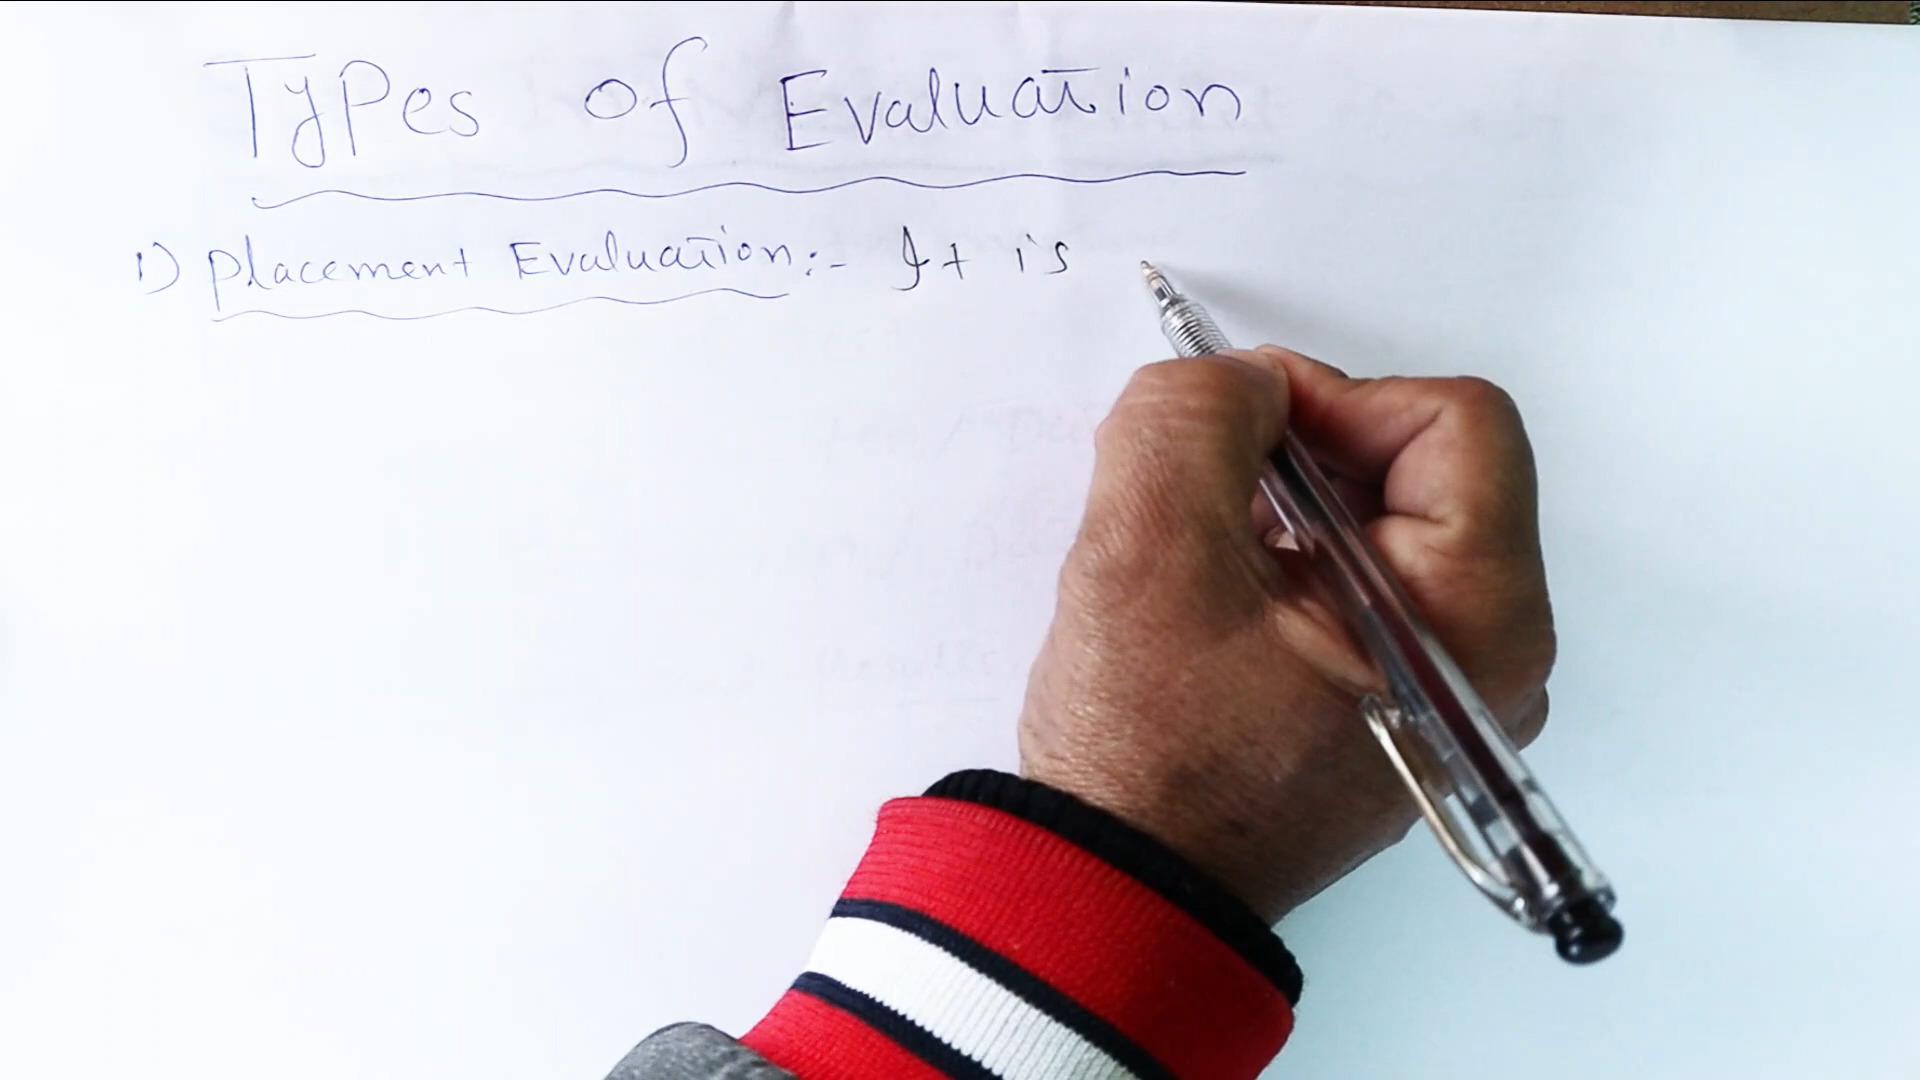 Types of Evaluation
1) Placement Evaluation:- It is